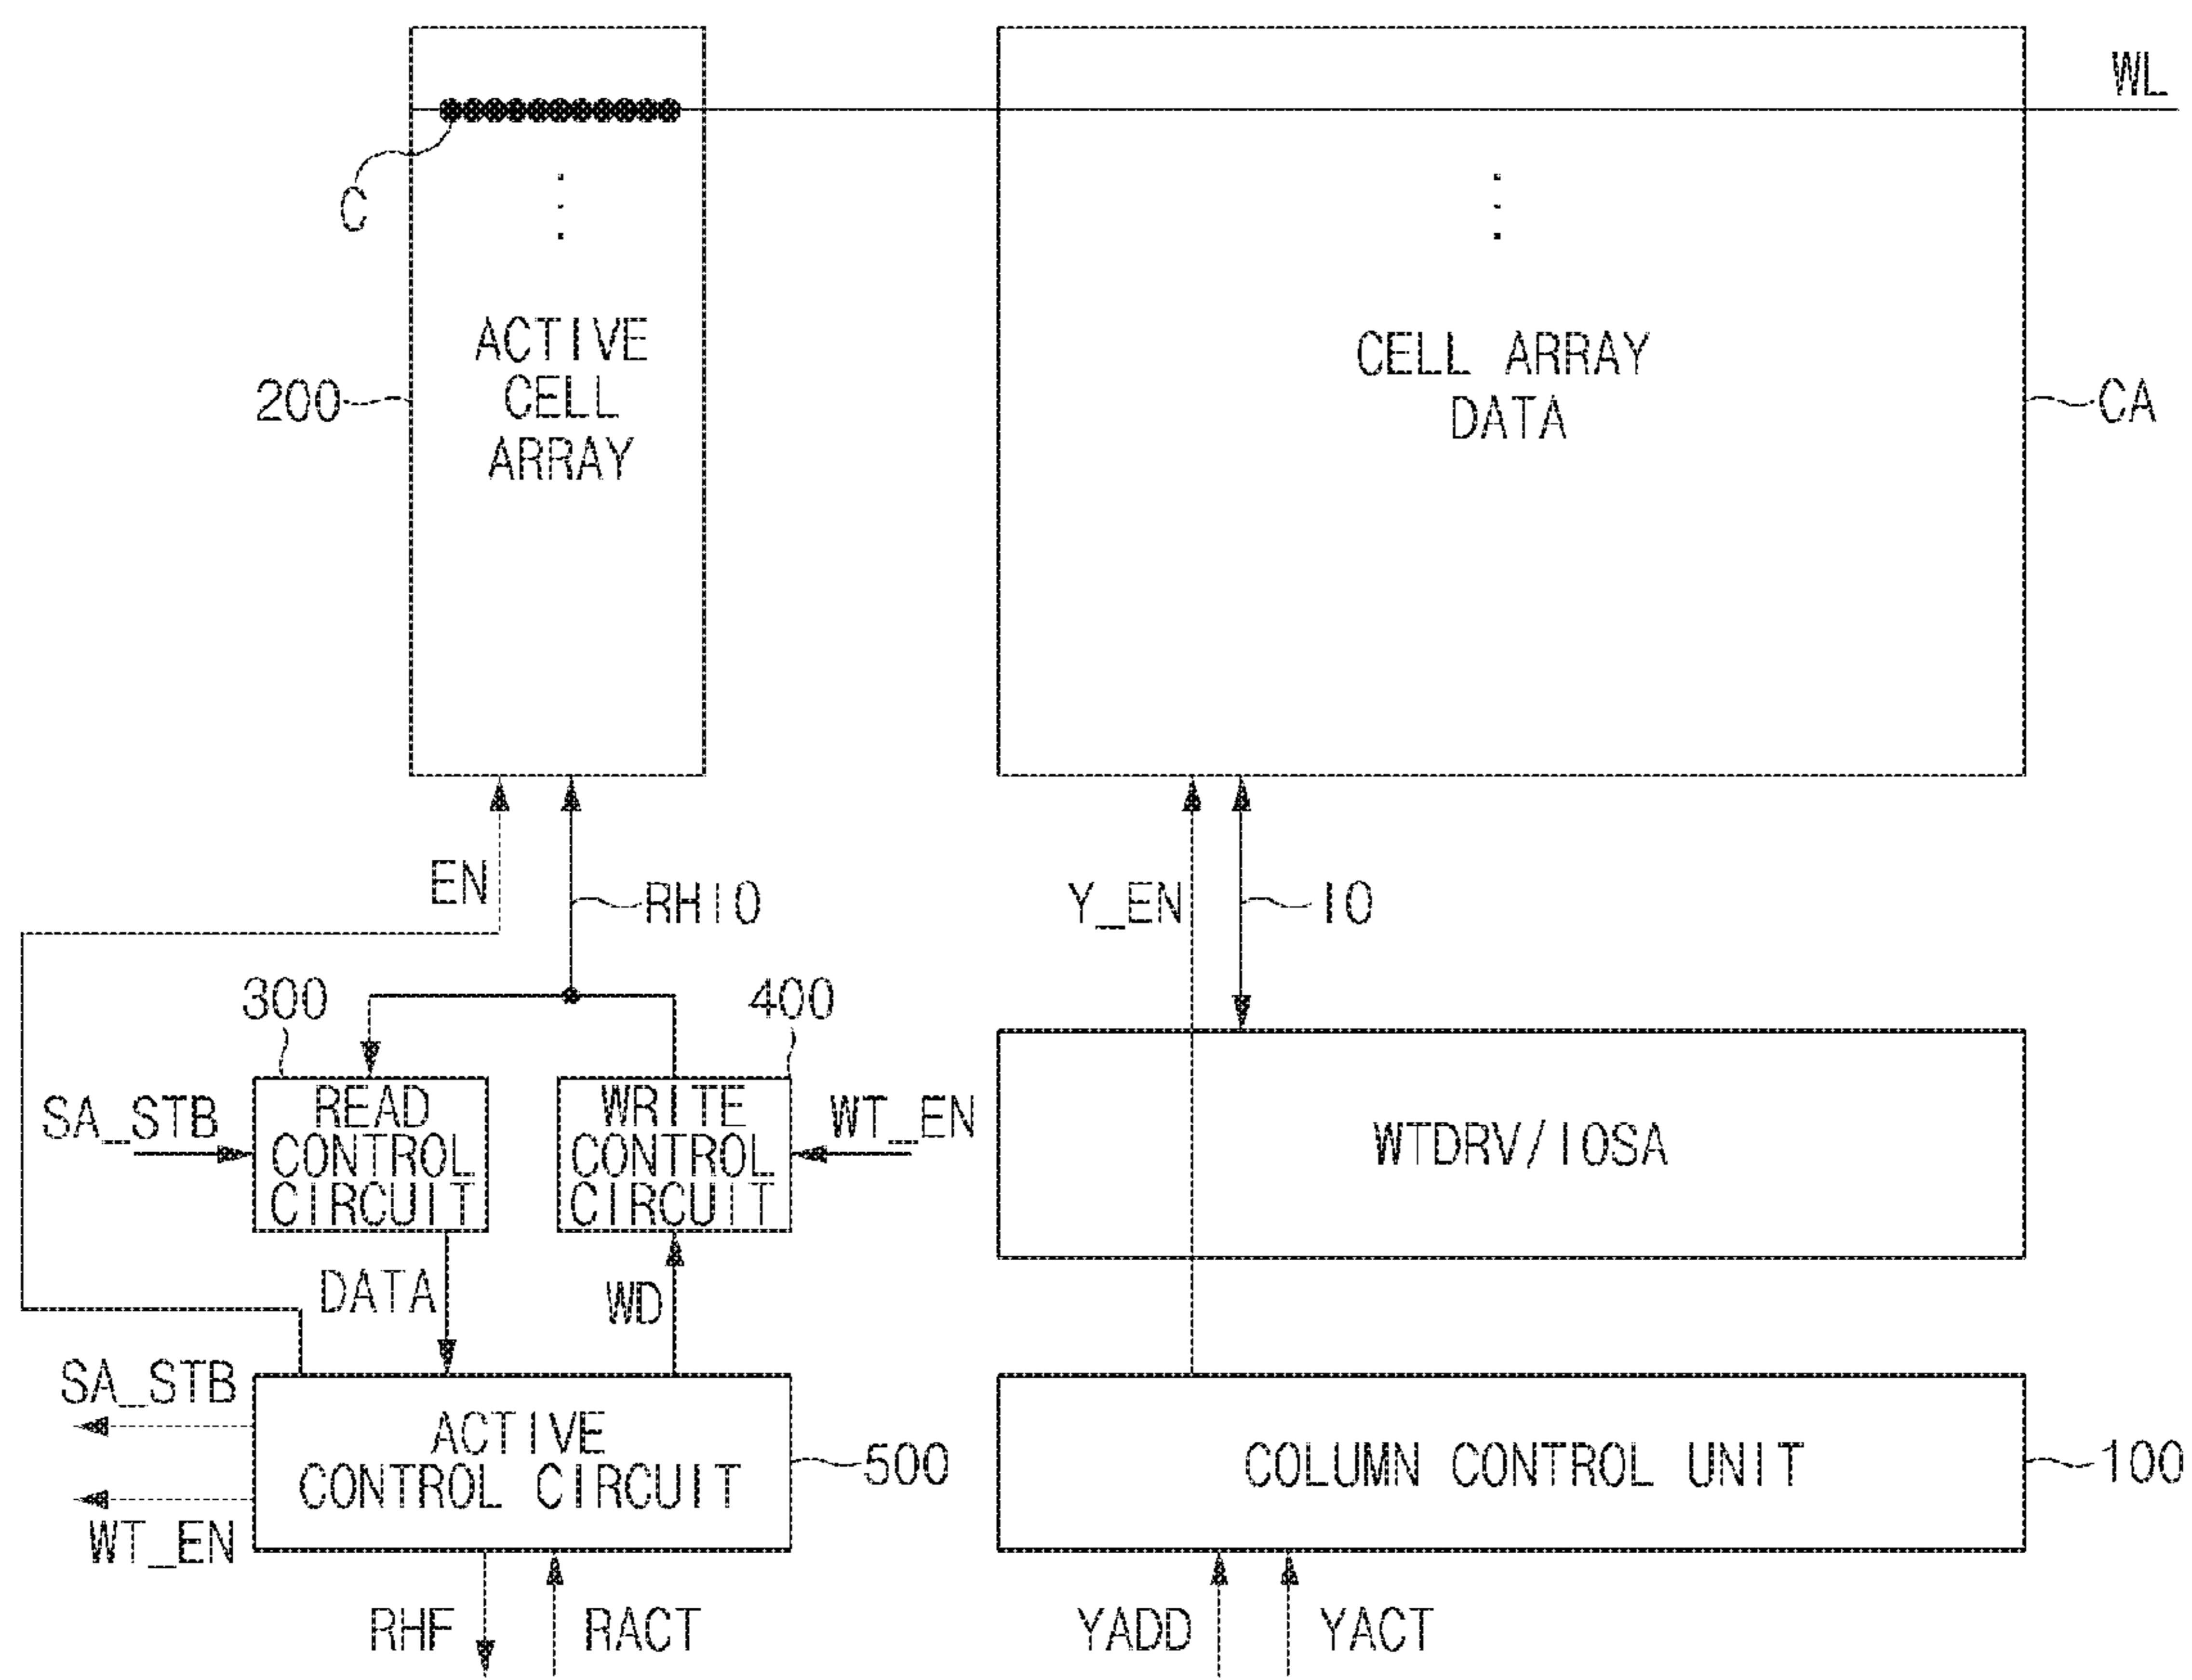 WL
C
ACTIVE
CELL
ARRAY
200
CELL ARRAY
DATA
CA
EN
RHIO
Y_EN
IO
300
400
SA_STB
READ
CONTROL
CIRCUIT
WRITE
CONTROL
CIRCUIT
WT_EN
WTDRV/IOSA
DATA
WD
SA_STB
WT_EN
ACTIVE
CONTROL CIRCUIT
500
COLUMN CONTROL UNIT
100
RHF
RACT
YADD
YACT